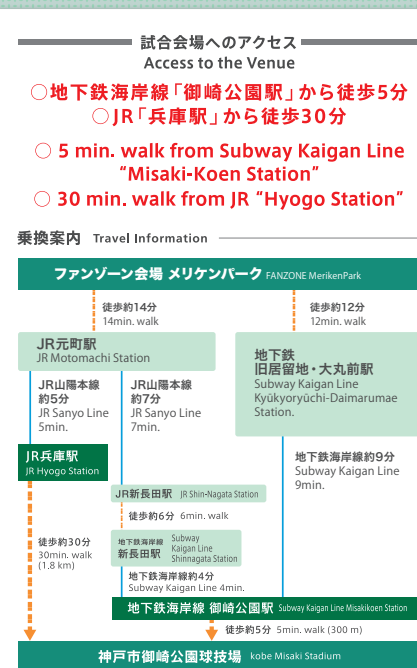 試合会場へのアクセス
Access to the Venue
○地下鉄海岸線「御崎公園駅」から徒歩5分
○JR「兵庫駅」から徒歩30分
○ 5 min. walk from Subway Kaigan Line
“Misaki-Koen Station”
○ 30 min. walk from JR “Hyogo Station”
乗換案内 Travel Information
ファンゾーン会場 メリケンパーク FANZONE MerikenPark
徒歩約14分
14min. walk
徒歩約12分
12min. walk
JR元町駅
JR Motomachi Station
地下鉄
旧居留地・大丸前駅
Subway Kaigan Line
Kyūkyoryūchi-Daimarumae
Station.
JR山陽本線
約5分
JR Sanyo Line
5min.
JR山陽本線
約7分
JR Sanyo Line
7min.
JR兵庫駅
JR Hyogo Station
地下鉄海岸線約9分
Subway Kaigan Line
9min.
JR新長田駅 JR Shin-Nagata Station
徒歩約6分 6min. walk
徒歩約30分
30min. walk
(1.8 km)
地下鉄海岸線
新長田駅
Subway
Kaigan Line
Shinnagata Station
地下鉄海岸線約4分
Subway Kaigan Line 4min.
地下鉄海岸線 御崎公園駅 Subway Kaigan Line Misakikoen Station
徒歩約5分 5min. walk (300 m)
神戸市御崎公園球技場 kobe Misaki Stadium